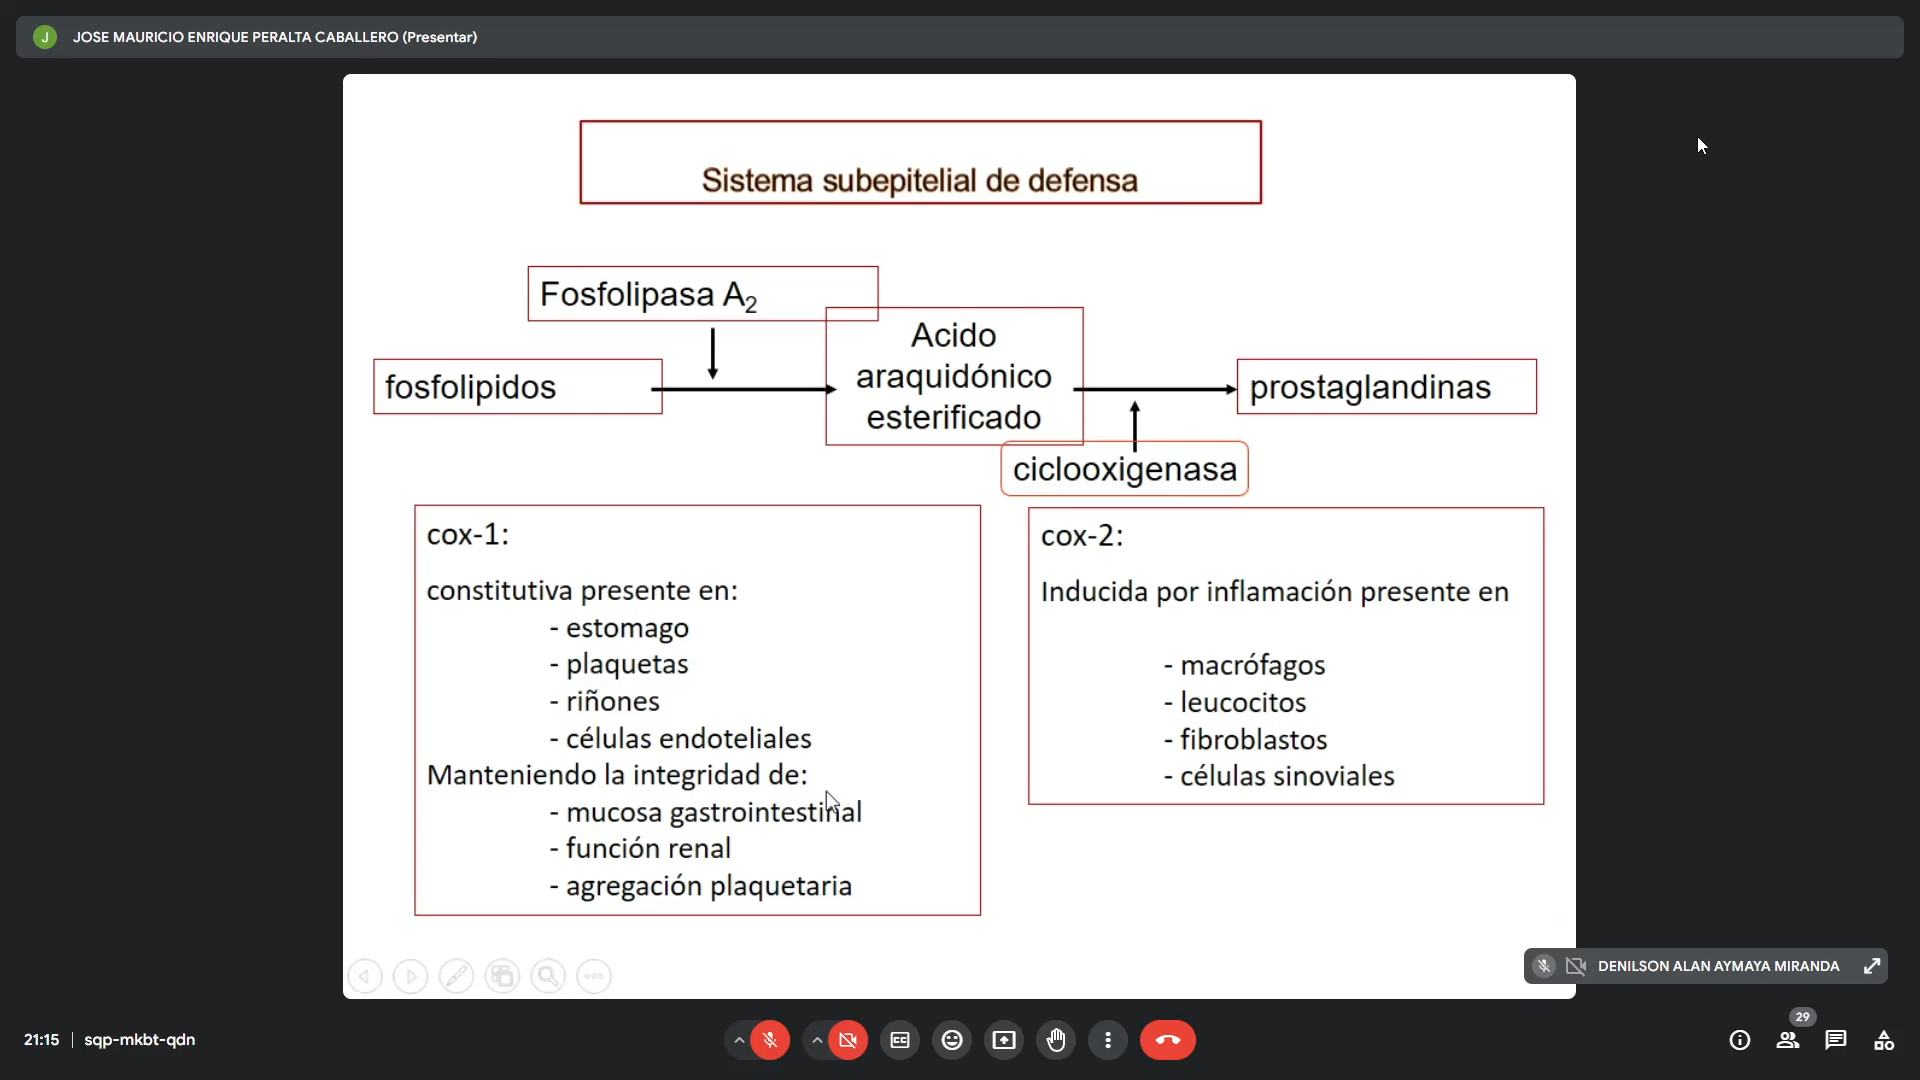 J JOSE MAURICIO ENRIQUE PERALTA CABALLERO (Presentar)
Sistema subepitelial de defensa
Fosfolipasa A2
fosfolipidos
Acido
araquidónico
esterificado
prostaglandinas
ciclooxigenasa
cox-1:
constitutiva presente en:
- estomago
- plaquetas
- riñones
- células endoteliales
Manteniendo la integridad de:
- mucosa gastrointestinal
- función renal
- agregación plaquetaria
cox-2:
Inducida por inflamación presente en
- macrófagos
- leucocitos
- fibroblastos
- células sinoviales
DENILSON ALAN AYMAYA MIRANDA
21:15 | sqp-mkbt-qdn
CC
29